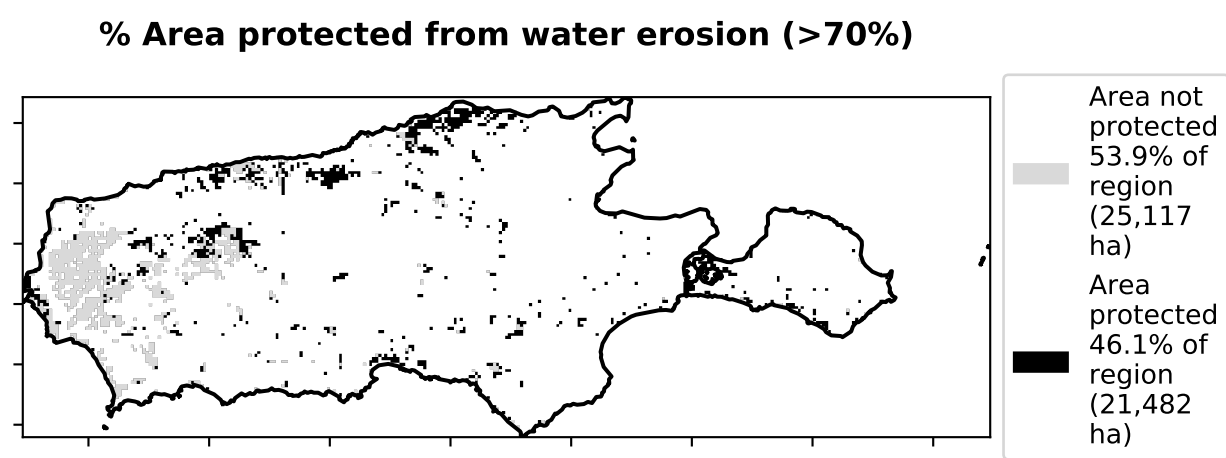 % Area protected from water erosion (>70%)
Area not
protected
53.9% of
region
(25,117
ha)
Area
protected
46.1% of
region
(21,482
ha)